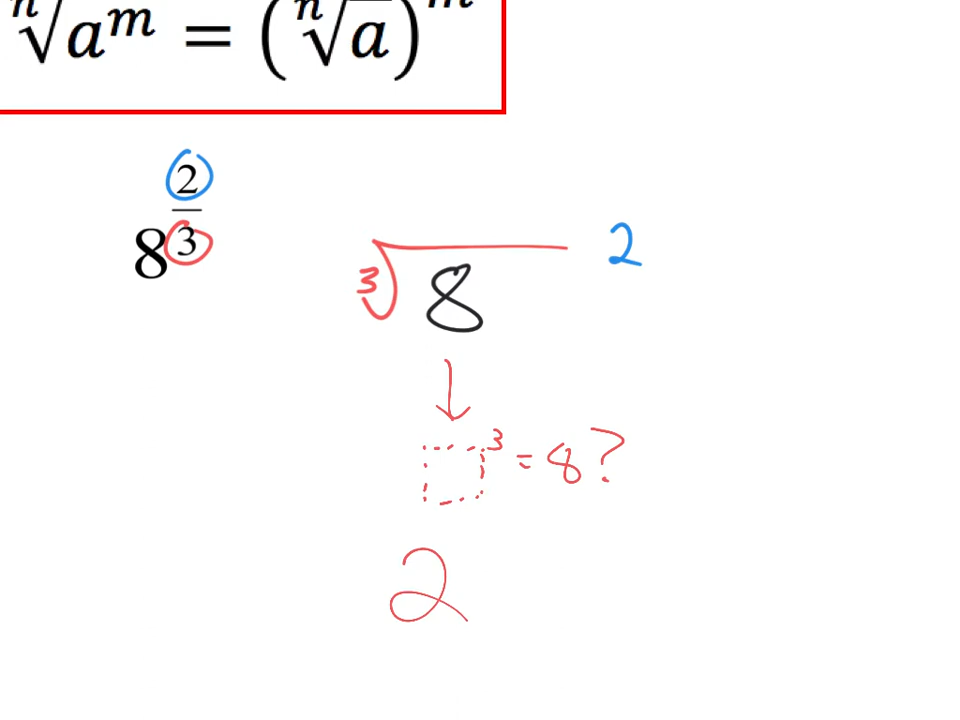 ⁿ√aᵐ = (ⁿ√a)ᵐ
8^(2/3)
³√8 2
↓
□³ = 8?
2